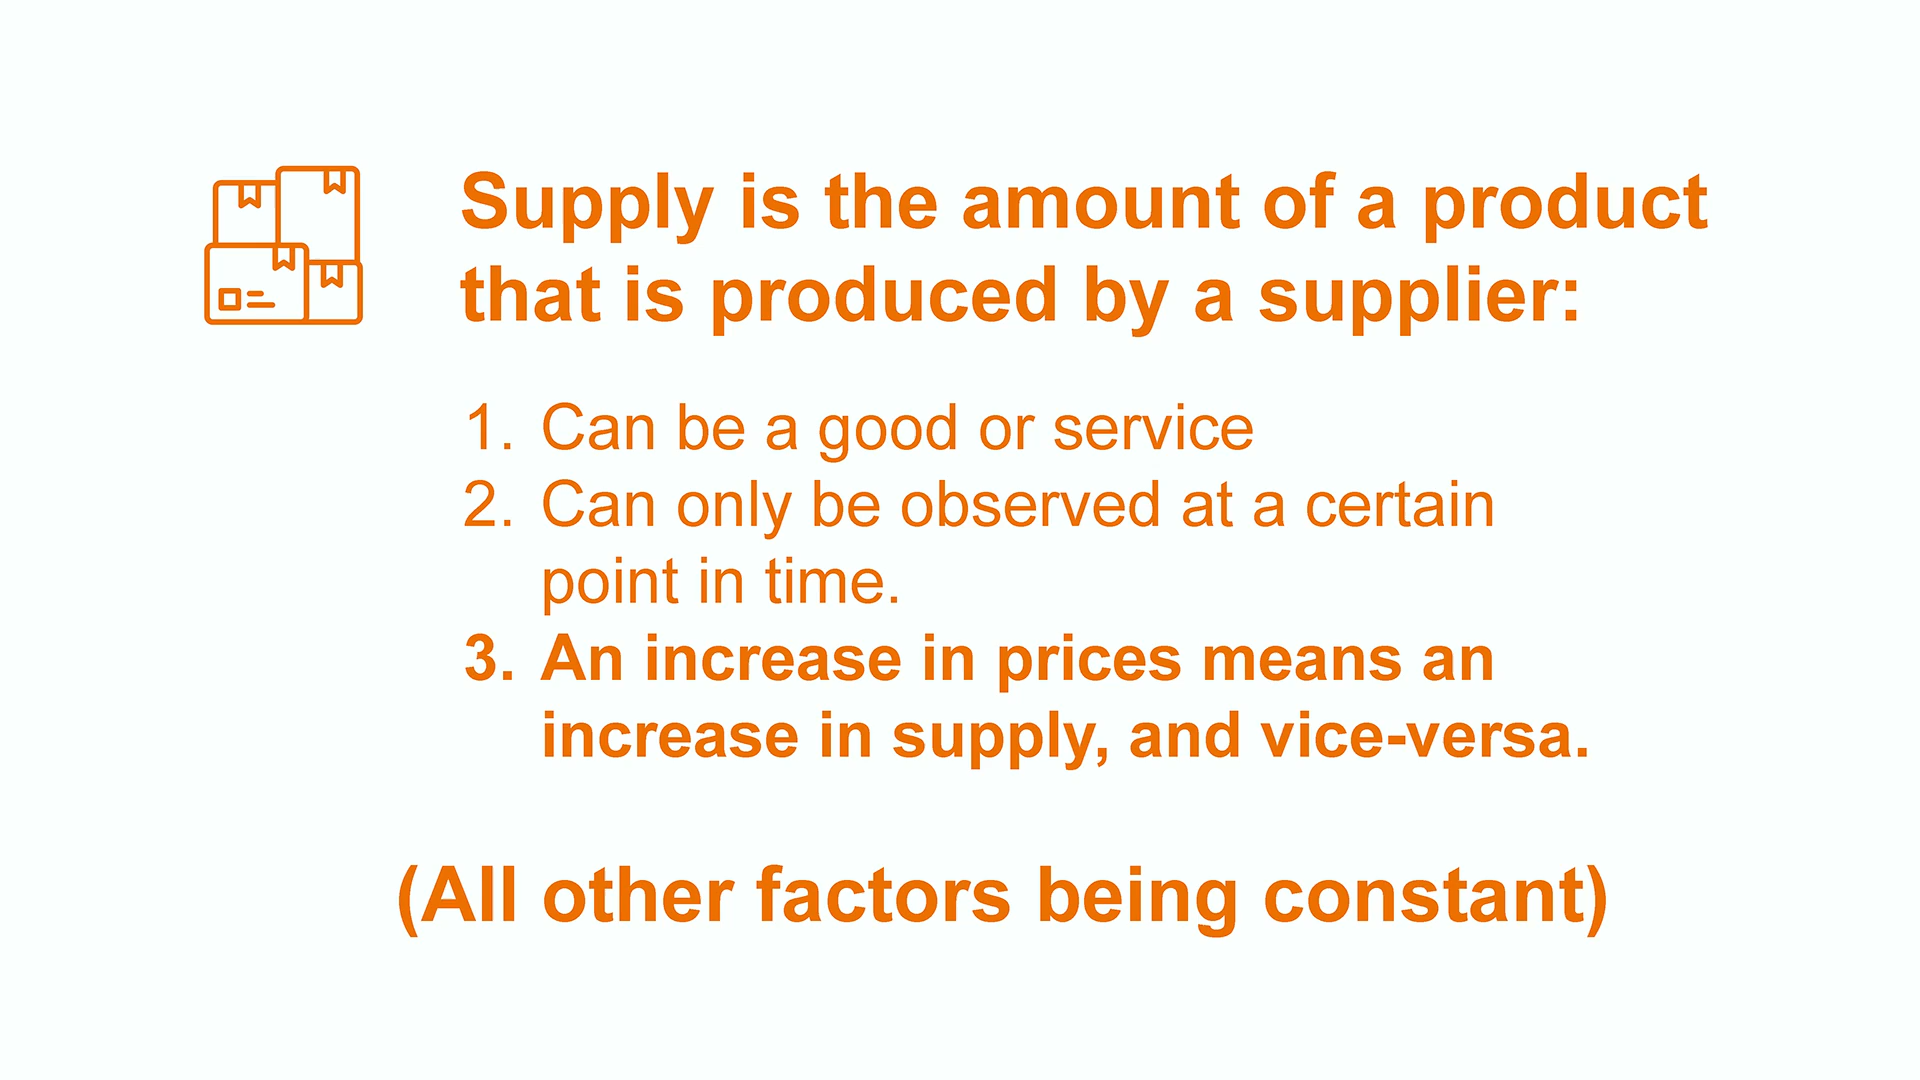 Supply is the amount of a product
that is produced by a supplier:
1. Can be a good or service
2. Can only be observed at a certain
point in time.
3. An increase in prices means an
increase in supply, and vice-versa.
(All other factors being constant)